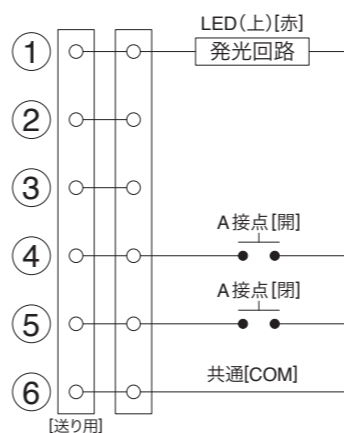 LED(上)[赤]
① 発光回路
②
③
A接点[開]
④
A接点[閉]
⑤
共通[COM]
⑥
[送り用]